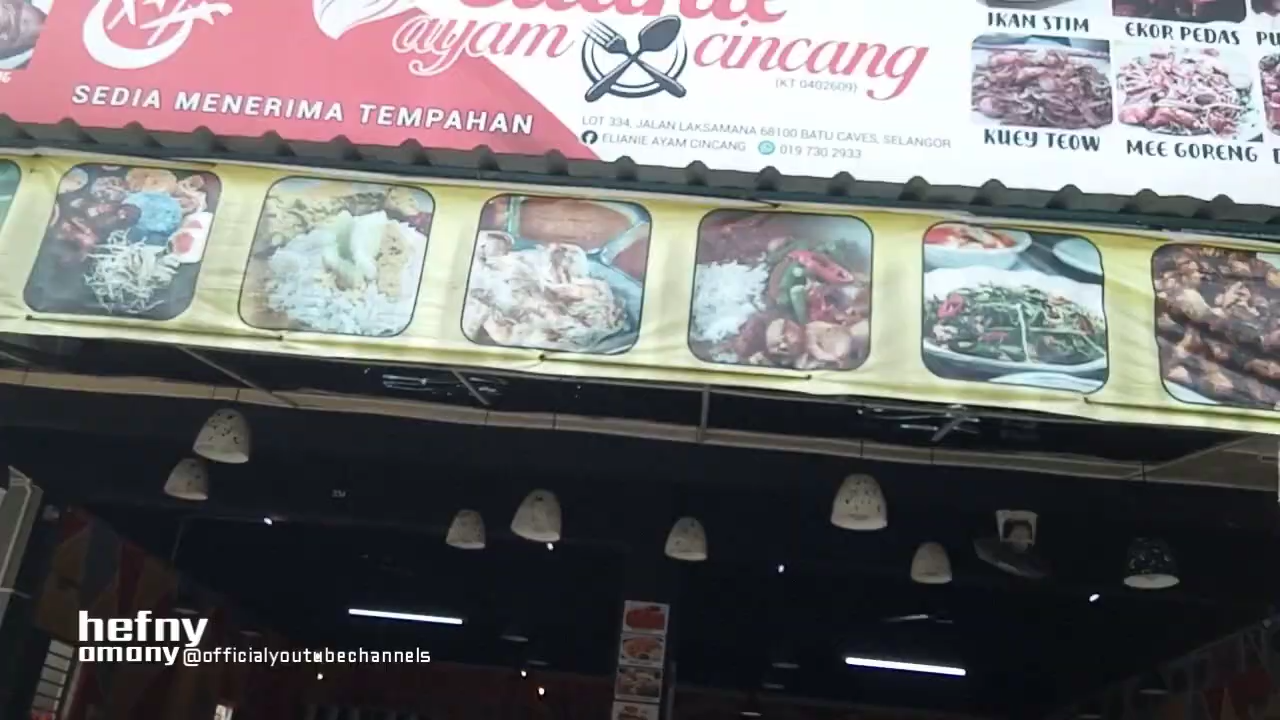 ayam cincang
(KT 0402609)
SEDIA MENERIMA TEMPAHAN
LOT 334, JALAN LAKSAMANA 68100 BATU CAVES, SELANGOR
ELIANIE AYAM CINCANG 019 730 2933
IKAN STIM
EKOR PEDAS
KUEY TEOW
MEE GORENG
hefny
amany @officialyoutubechannels